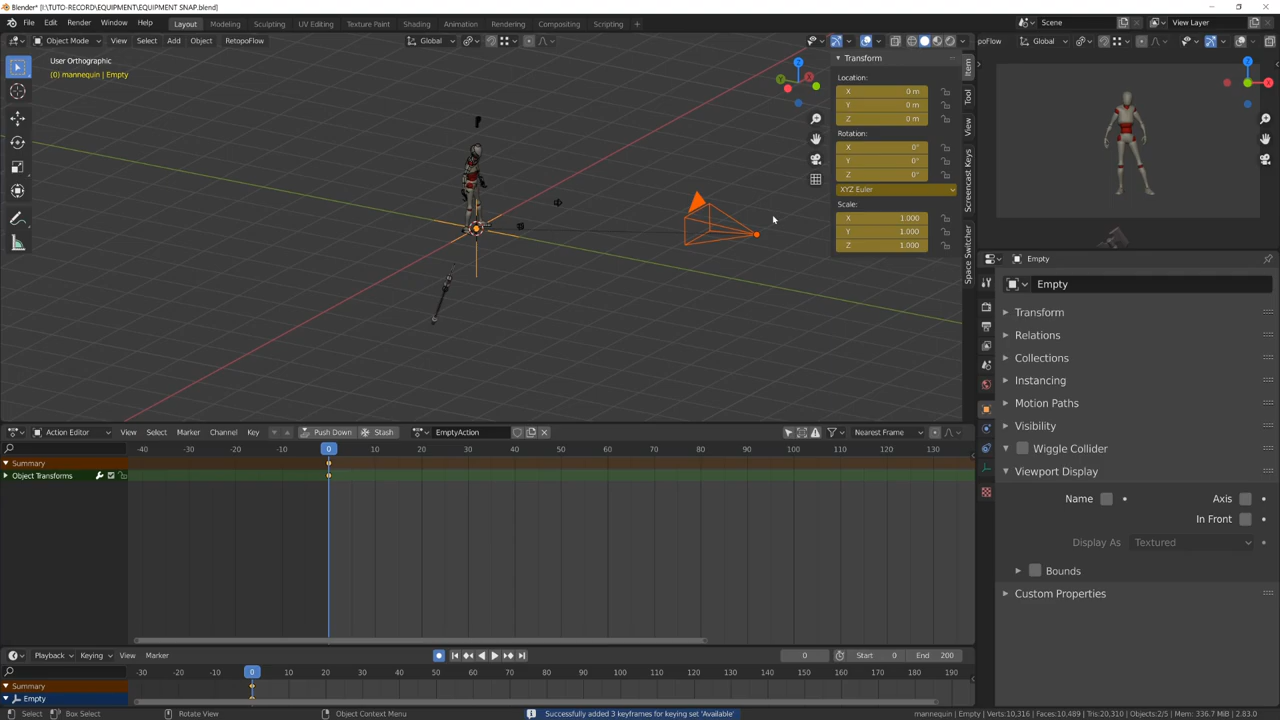 Blender* [I:\TUTO-RECORD\EQUIPMENT\EQUIPMENT SNAP.blend]
File Edit Render Window Help Layout Modeling Sculpting UV Editing Texture Paint Shading Animation Rendering Compositing Scripting + Scene View Layer
Object Mode View Select Add Object RetopoFlow Global poFlow Global
User Orthographic
(0) mannequin | Empty
Z
X
Y
Transform
Location:
X 0 m
Y 0 m
Z 0 m
Rotation:
X 0°
Y 0°
Z 0°
XYZ Euler
Scale:
X 1.000
Y 1.000
Z 1.000
Item
Tool
View
Screencast Keys
Space Switcher
Z
X
Empty
Empty
Transform
Relations
Collections
Instancing
Motion Paths
Visibility
Wiggle Collider
Viewport Display
Name Axis
In Front
Display As Textured
Bounds
Custom Properties
Action Editor View Select Marker Channel Key Push Down Stash EmptyAction Nearest Frame
-40 -30 -20 -10 0 10 20 30 40 50 60 70 80 90 100 110 120 130
Summary
Object Transforms
Playback Keying View Marker 0 Start 0 End 200
-30 -20 -10 0 10 20 30 40 50 60 70 80 90 100 110 120 130 140 150 160 170 180 190
Summary
Empty
Select Box Select Rotate View Object Context Menu Successfully added 3 keyframes for keying set 'Available' mannequin | Empty | Verts:10,316 | Faces:10,489 | Tris:20,310 | Objects:2/5 | Mem: 336.7 MiB | 2.83.0